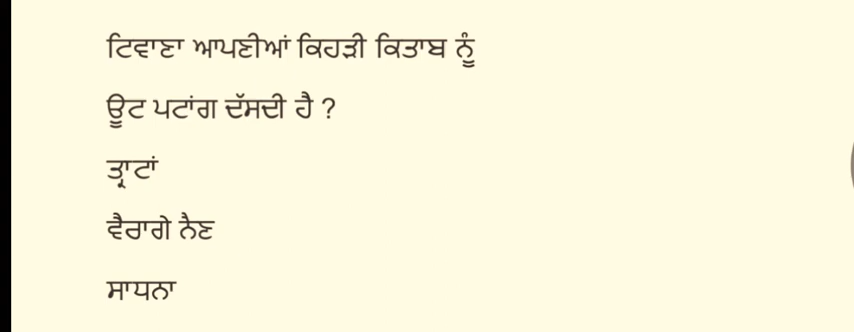 ਟਿਵਾਣਾ ਆਪਣੀਆਂ ਕਿਹੜੀ ਕਿਤਾਬ ਨੂੰ
ਊਟ ਪਟਾਂਗ ਦੱਸਦੀ ਹੈ ?
ਤ੍ਰਾਟਾਂ
ਵੈਰਾਗੇ ਨੈਣ
ਸਾਧਨਾ